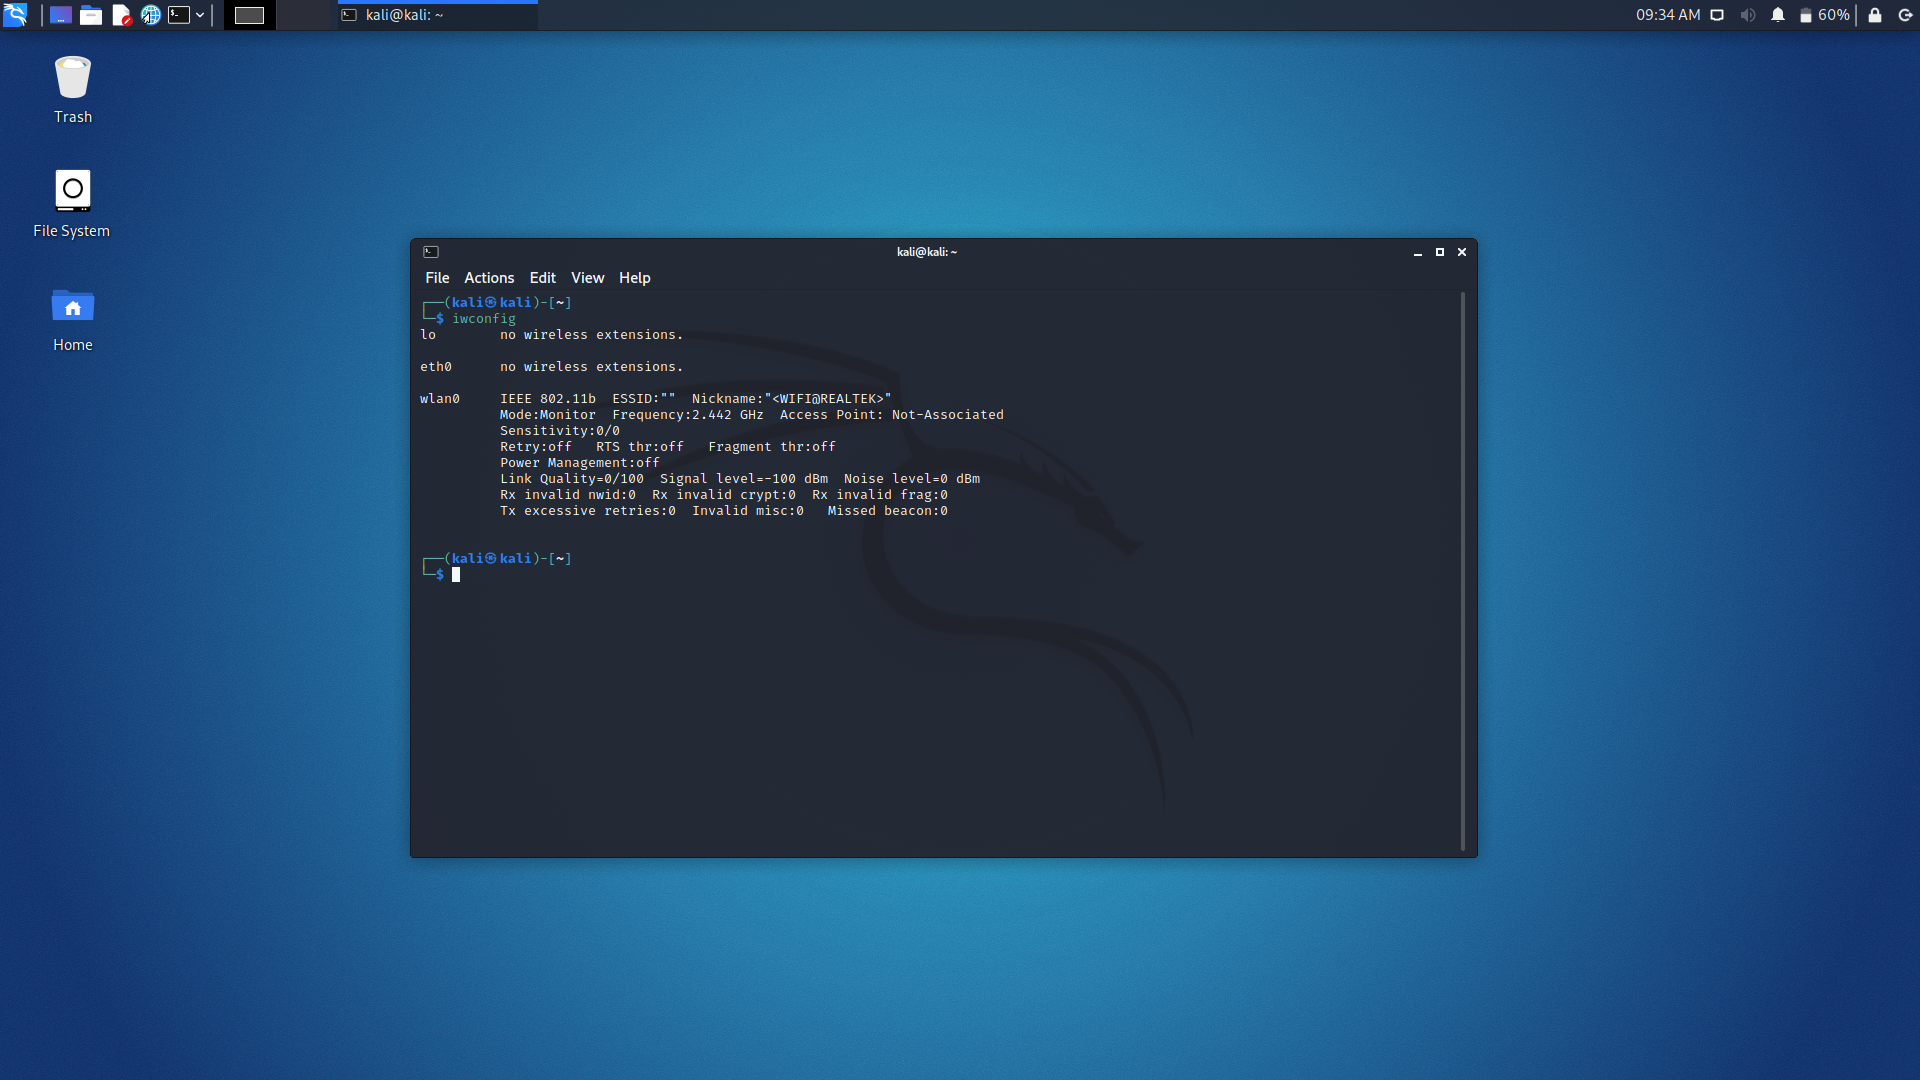 kali@kali: ~
09:34 AM
60%
Trash
File System
Home
kali@kali: ~
File Actions Edit View Help
┌──(kali㉿kali)-[~]
└─$ iwconfig
lo        no wireless extensions.
eth0      no wireless extensions.
wlan0     IEEE 802.11b  ESSID:""  Nickname:"<WIFI@REALTEK>"
Mode:Monitor  Frequency:2.442 GHz  Access Point: Not-Associated
Sensitivity:0/0
Retry:off   RTS thr:off   Fragment thr:off
Power Management:off
Link Quality=0/100  Signal level=-100 dBm  Noise level=0 dBm
Rx invalid nwid:0  Rx invalid crypt:0  Rx invalid frag:0
Tx excessive retries:0  Invalid misc:0   Missed beacon:0
┌──(kali㉿kali)-[~]
└─$